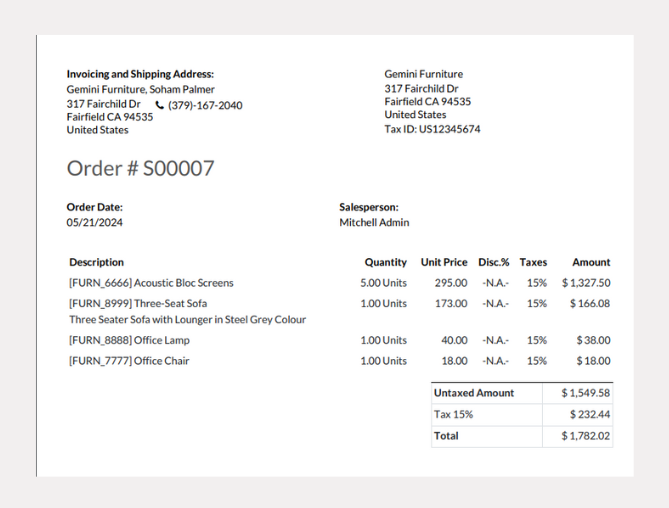 Invoicing and Shipping Address:
Gemini Furniture, Soham Palmer
317 Fairchild Dr (379)-167-2040
Fairfield CA 94535
United States
Gemini Furniture
317 Fairchild Dr
Fairfield CA 94535
United States
Tax ID: US12345674
Order # S00007
Order Date:
05/21/2024
Salesperson:
Mitchell Admin
Description Quantity Unit Price Disc.% Taxes Amount
[FURN_6666] Acoustic Bloc Screens 5.00 Units 295.00 -N.A.- 15% $ 1,327.50
[FURN_8999] Three-Seat Sofa 1.00 Units 173.00 -N.A.- 15% $ 166.08
Three Seater Sofa with Lounger in Steel Grey Colour
[FURN_8888] Office Lamp 1.00 Units 40.00 -N.A.- 15% $ 38.00
[FURN_7777] Office Chair 1.00 Units 18.00 -N.A.- 15% $ 18.00
Untaxed Amount $ 1,549.58
Tax 15% $ 232.44
Total $ 1,782.02